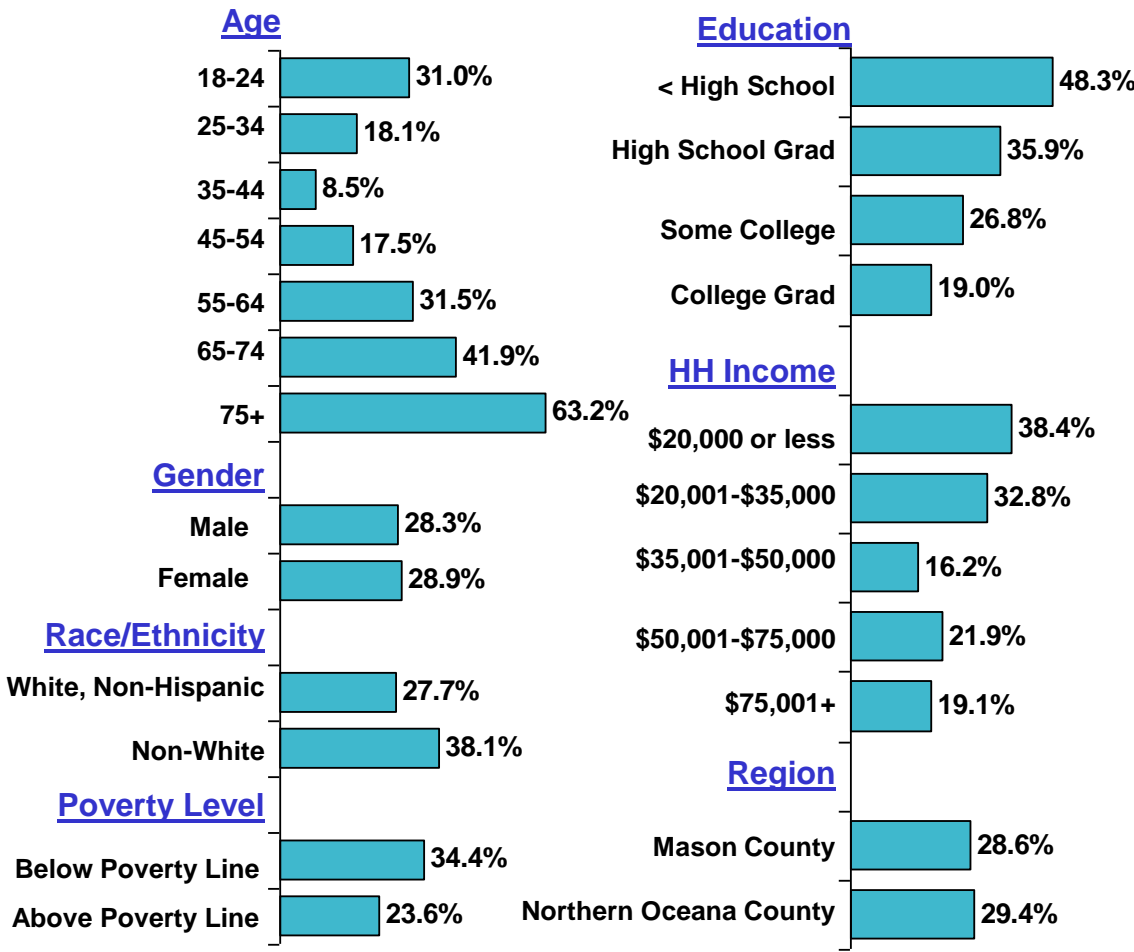 Age
18-24 31.0%
25-34 18.1%
35-44 8.5%
45-54 17.5%
55-64 31.5%
65-74 41.9%
75+ 63.2%
Gender
Male 28.3%
Female 28.9%
Race/Ethnicity
White, Non-Hispanic 27.7%
Non-White 38.1%
Poverty Level
Below Poverty Line 34.4%
Above Poverty Line 23.6%
Education
< High School 48.3%
High School Grad 35.9%
Some College 26.8%
College Grad 19.0%
HH Income
$20,000 or less 38.4%
$20,001-$35,000 32.8%
$35,001-$50,000 16.2%
$50,001-$75,000 21.9%
$75,001+ 19.1%
Region
Mason County 28.6%
Northern Oceana County 29.4%